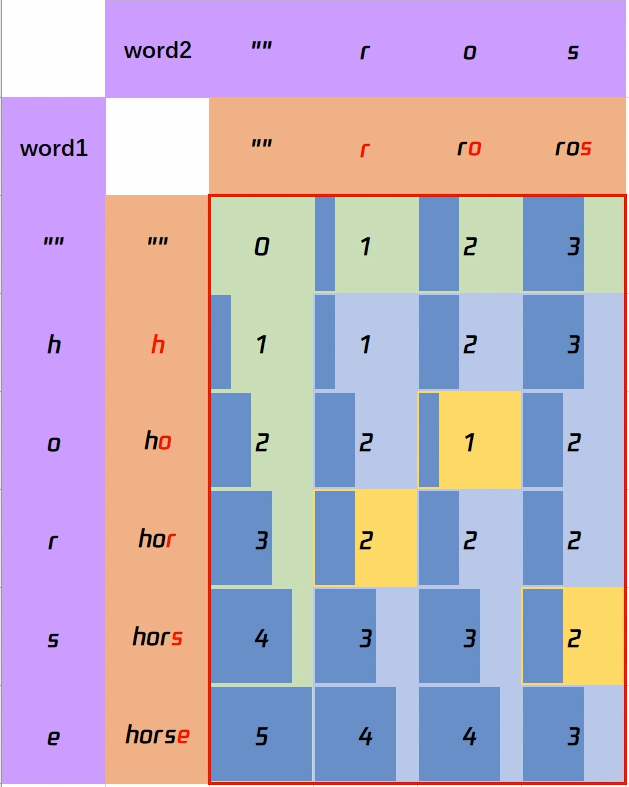 word2 "" r o s
word1 "" r ro ros
"" "" 0 1 2 3
h h 1 1 2 3
o ho 2 2 1 2
r hor 3 2 2 2
s hors 4 3 3 2
e horse 5 4 4 3